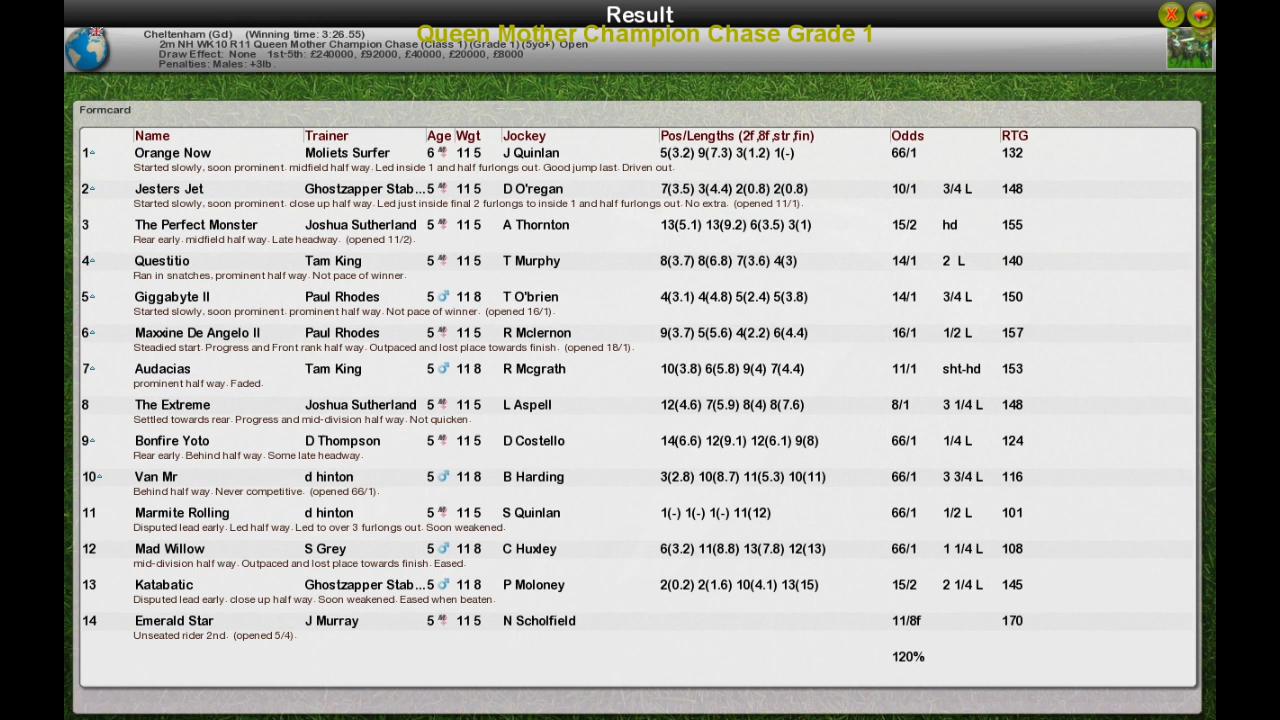 Result
Queen Mother Champion Chase Grade 1
Cheltenham (Gd) (Winning time: 3:26.55)
2m NH WK10 R11 Queen Mother Champion Chase (Class 1) (Grade 1) (5yo+) Open
Draw Effect: None 1st-5th: £240000, £92000, £40000, £20000, £8000
Penalties: Males: +3lb.
Formcard
Name Trainer Age Wgt Jockey Pos/Lengths (2f,8f,str,fin) Odds RTG
1 Orange Now Moliets Surfer 6 11 5 J Quinlan 5(3.2) 9(7.3) 3(1.2) 1(-) 66/1 132
Started slowly, soon prominent. midfield half way. Led inside 1 and half furlongs out. Good jump last. Driven out.
2 Jesters Jet Ghostzapper Stab... 5 11 5 D O'regan 7(3.5) 3(4.4) 2(0.8) 2(0.8) 10/1 3/4 L 148
Started slowly, soon prominent. close up half way. Led just inside final 2 furlongs to inside 1 and half furlongs out. No extra. (opened 11/1).
3 The Perfect Monster Joshua Sutherland 5 11 5 A Thornton 13(5.1) 13(9.2) 6(3.5) 3(1) 15/2 hd 155
Rear early. midfield half way. Late headway. (opened 11/2).
4 Questitio Tam King 5 11 5 T Murphy 8(3.7) 8(6.8) 7(3.6) 4(3) 14/1 2 L 140
Ran in snatches, prominent half way. Not pace of winner.
5 Giggabyte II Paul Rhodes 5 11 8 T O'brien 4(3.1) 4(4.8) 5(2.4) 5(3.8) 14/1 3/4 L 150
Started slowly, soon prominent. prominent half way. Not pace of winner. (opened 16/1).
6 Maxxine De Angelo II Paul Rhodes 5 11 5 R Mclernon 9(3.7) 5(5.6) 4(2.2) 6(4.4) 16/1 1/2 L 157
Steadied start. Progress and Front rank half way. Outpaced and lost place towards finish. (opened 18/1).
7 Audacias Tam King 5 11 8 R Mcgrath 10(3.8) 6(5.8) 9(4) 7(4.4) 11/1 sht-hd 153
prominent half way. Faded.
8 The Extreme Joshua Sutherland 5 11 5 L Aspell 12(4.6) 7(5.9) 8(4) 8(7.6) 8/1 3 1/4 L 148
Settled towards rear. Progress and mid-division half way. Not quicken.
9 Bonfire Yoto D Thompson 5 11 5 D Costello 14(6.6) 12(9.1) 12(6.1) 9(8) 66/1 1/4 L 124
Rear early. Behind half way. Some late headway.
10 Van Mr d hinton 5 11 8 B Harding 3(2.8) 10(8.7) 11(5.3) 10(11) 66/1 3 3/4 L 116
Behind half way. Never competitive. (opened 66/1).
11 Marmite Rolling d hinton 5 11 5 S Quinlan 1(-) 1(-) 1(-) 11(12) 66/1 1/2 L 101
Disputed lead early. Led half way. Led to over 3 furlongs out. Soon weakened.
12 Mad Willow S Grey 5 11 8 C Huxley 6(3.2) 11(8.8) 13(7.8) 12(13) 66/1 1 1/4 L 108
mid-division half way. Outpaced and lost place towards finish. Eased.
13 Katabatic Ghostzapper Stab... 5 11 8 P Moloney 2(0.2) 2(1.6) 10(4.1) 13(15) 15/2 2 1/4 L 145
Disputed lead early. close up half way. Soon weakened. Eased when beaten.
14 Emerald Star J Murray 5 11 5 N Scholfield 11/8f 170
Unseated rider 2nd. (opened 5/4).
120%